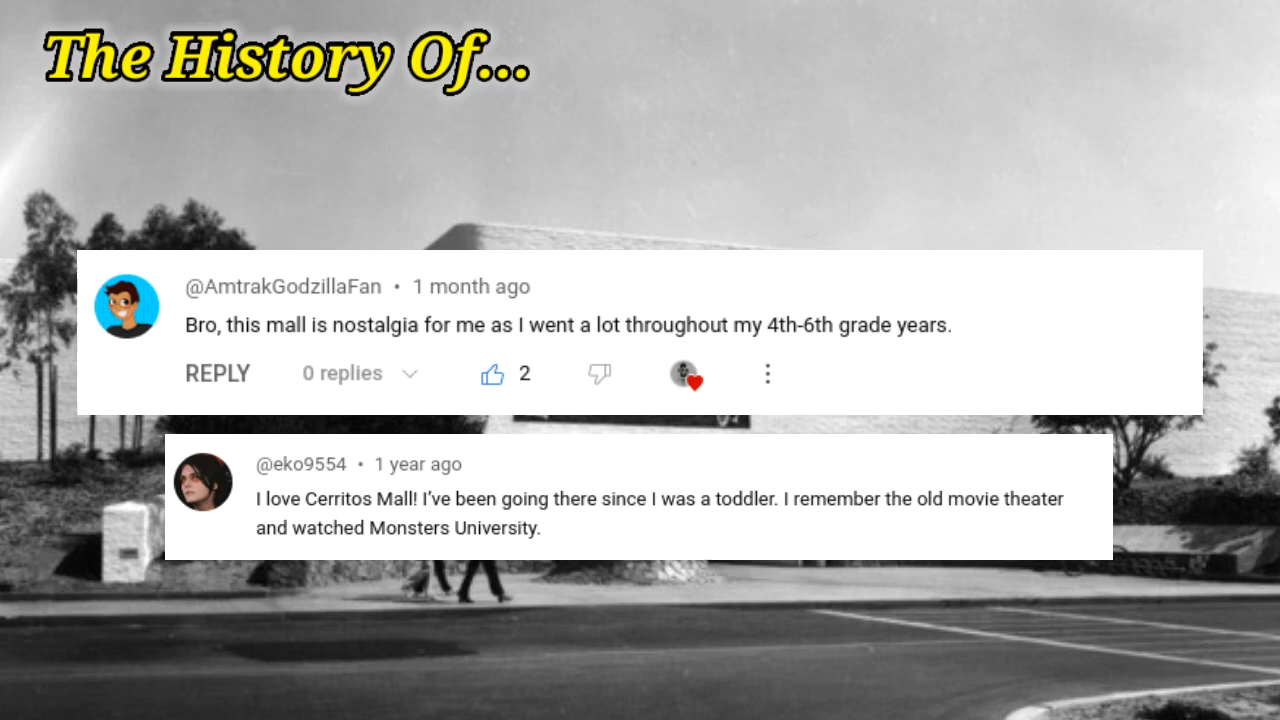 The History Of...
@AmtrakGodzillaFan • 1 month ago
Bro, this mall is nostalgia for me as I went a lot throughout my 4th-6th grade years.
REPLY 0 replies 2
@eko9554 • 1 year ago
I love Cerritos Mall! I’ve been going there since I was a toddler. I remember the old movie theater
and watched Monsters University.